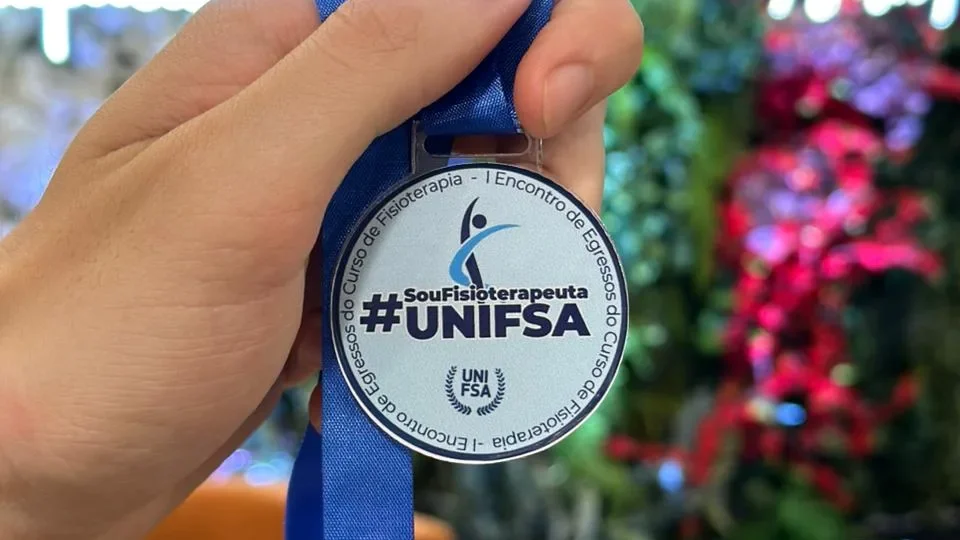 I Encontro de Egressos do Curso de Fisioterapia -
I Encontro de Egressos do Curso de Fisioterapia -
#SouFisioterapeuta
UNIFSA
UNI
FSA